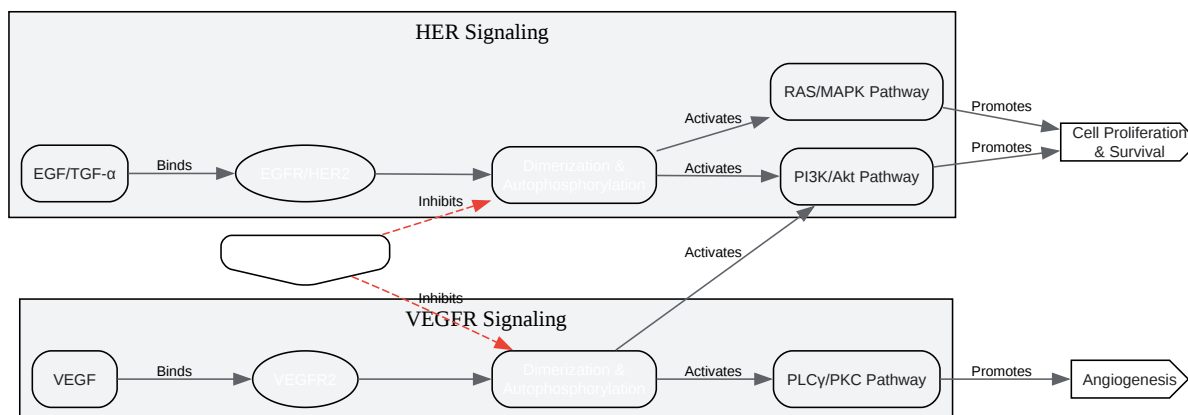 HER Signaling
RAS/MAPK Pathway
Promotes
Activates
Cell Proliferation
& Survival
Promotes
EGF/TGF-α
Binds
EGFR/HER2
Dimerization &
Autophosphorylation
Activates
PI3K/Akt Pathway
Inhibits
Activates
Inhibits
VEGFR Signaling
VEGF
Binds
VEGFR2
Dimerization &
Autophosphorylation
Activates
PLCγ/PKC Pathway
Promotes
Angiogenesis